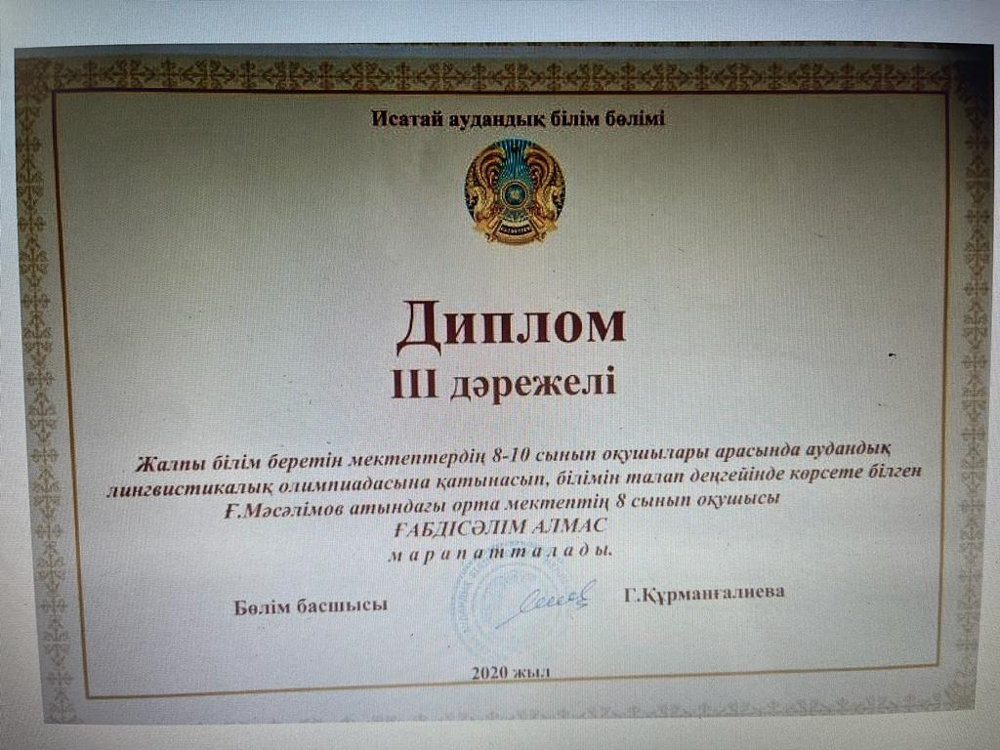 Исатай аудандық білім бөлімі
Диплом
III дәрежелі
Жалпы білім беретін мектептердің 8-10 сынып оқушылары арасында аудандық
лингвистикалық олимпиадасына қатынасып, білімін талап деңгейінде көрсете білген
Ғ.Мәсәлімов атындағы орта мектептің 8 сынып оқушысы
ҒАБДІСӘЛІМ АЛМАС
м а р а п а т т а л а д ы.
Бөлім басшысы
Г.Құрманғалиева
2020 жыл